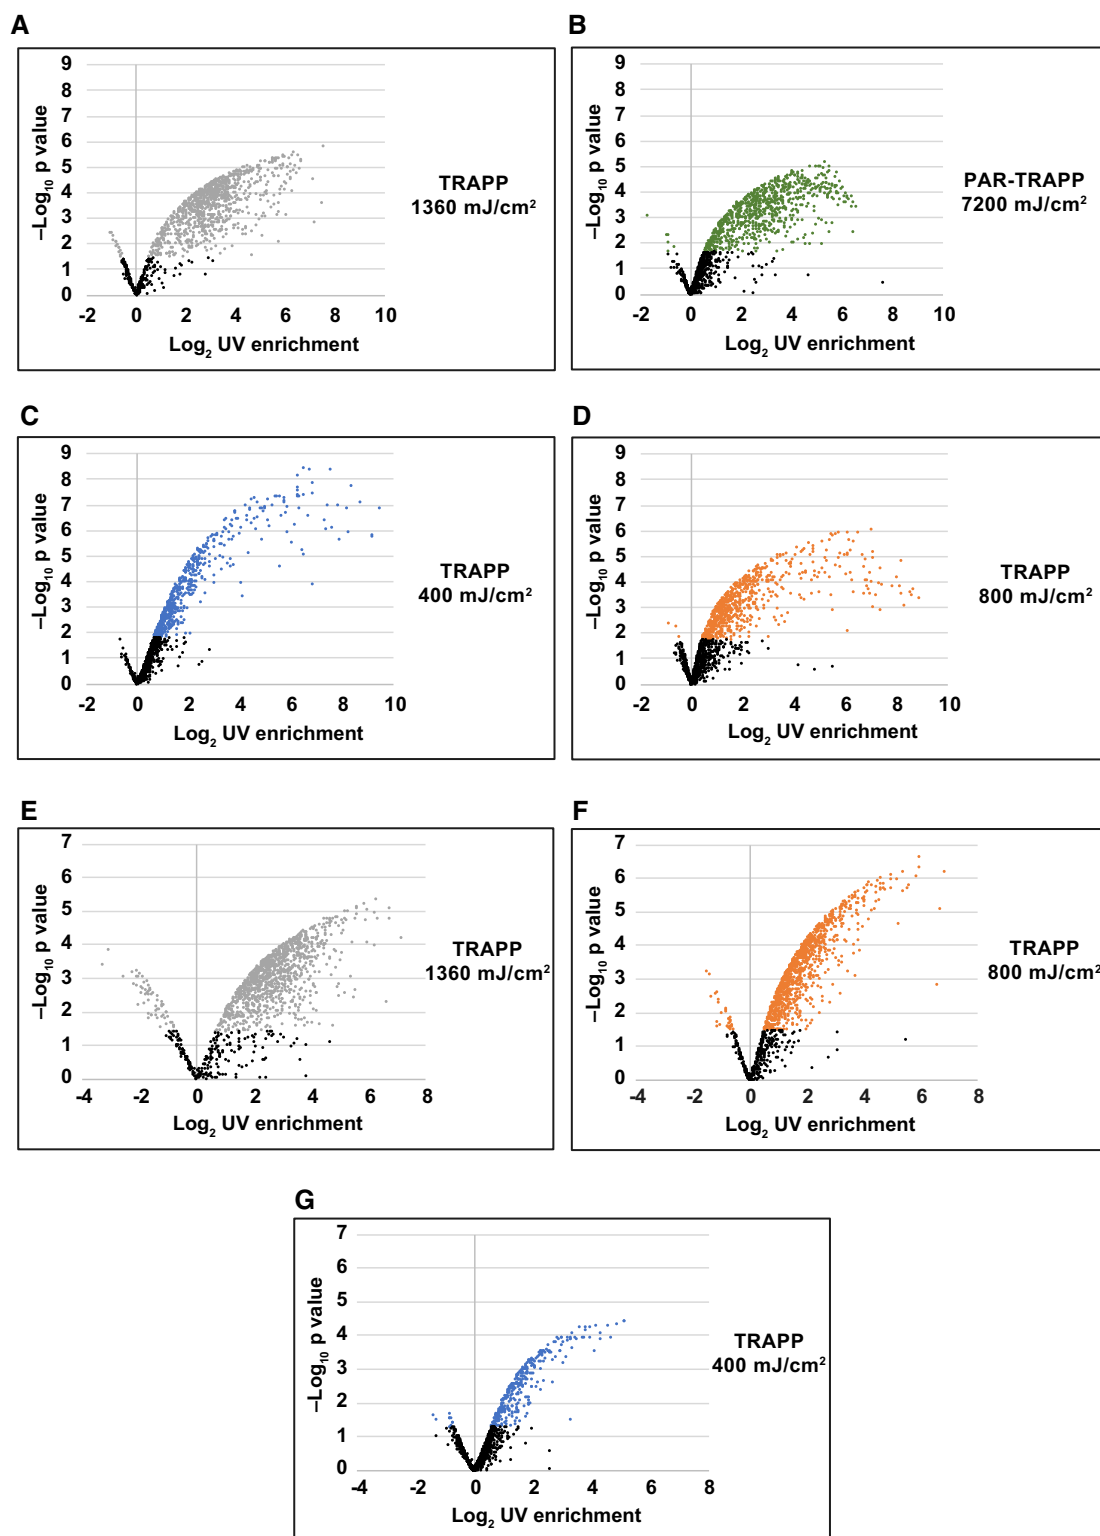 A
9
8
7
6
5
4
3
2
1
0
–Log10 p value
-2 0 2 4 6 8 10
Log2 UV enrichment
TRAPP
1360 mJ/cm2
B
9
8
7
6
5
4
3
2
1
0
–Log10 p value
-2 0 2 4 6 8 10
Log2 UV enrichment
PAR-TRAPP
7200 mJ/cm2
C
9
8
7
6
5
4
3
2
1
0
–Log10 p value
-2 0 2 4 6 8 10
Log2 UV enrichment
TRAPP
400 mJ/cm2
D
9
8
7
6
5
4
3
2
1
0
–Log10 p value
-2 0 2 4 6 8 10
Log2 UV enrichment
TRAPP
800 mJ/cm2
E
7
6
5
4
3
2
1
0
–Log10 p value
-4 -2 0 2 4 6 8
Log2 UV enrichment
TRAPP
1360 mJ/cm2
F
7
6
5
4
3
2
1
0
–Log10 p value
-4 -2 0 2 4 6 8
Log2 UV enrichment
TRAPP
800 mJ/cm2
G
7
6
5
4
3
2
1
0
–Log10 p value
-4 -2 0 2 4 6 8
Log2 UV enrichment
TRAPP
400 mJ/cm2